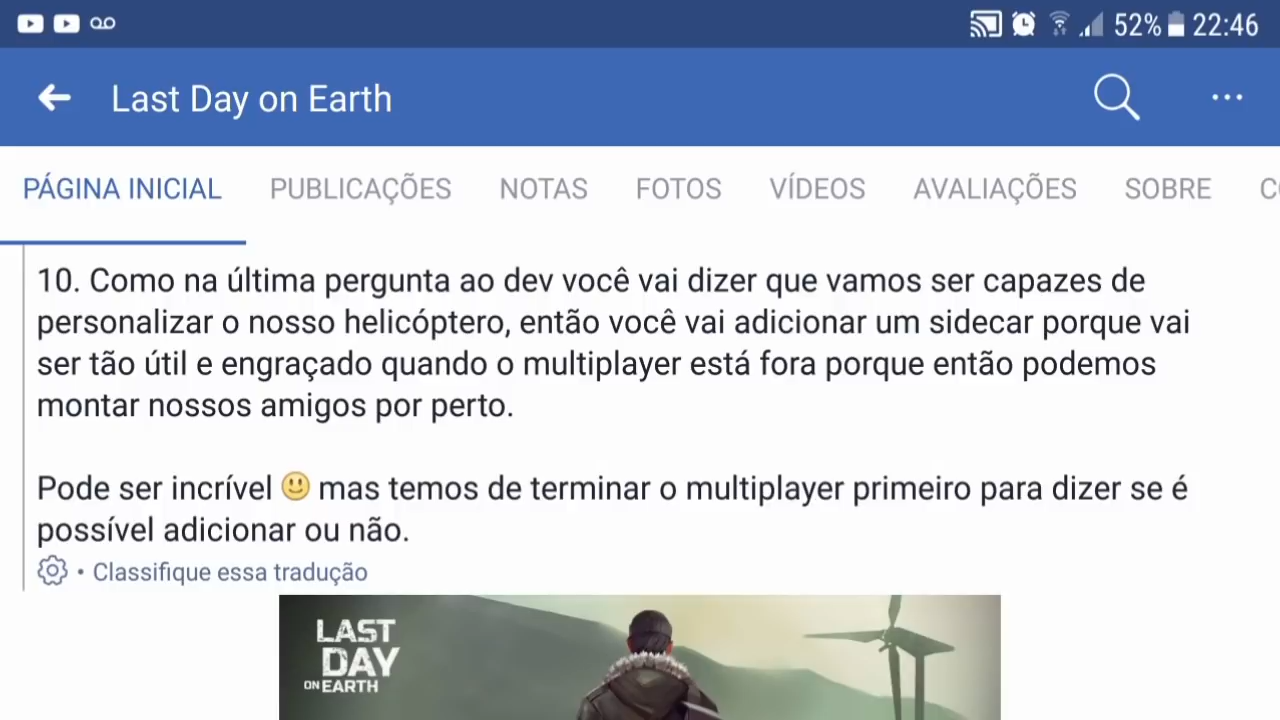 52% 22:46
Last Day on Earth
PÁGINA INICIAL PUBLICAÇÕES NOTAS FOTOS VÍDEOS AVALIAÇÕES SOBRE
10. Como na última pergunta ao dev você vai dizer que vamos ser capazes de
personalizar o nosso helicóptero, então você vai adicionar um sidecar porque vai
ser tão útil e engraçado quando o multiplayer está fora porque então podemos
montar nossos amigos por perto.
Pode ser incrível 🙂 mas temos de terminar o multiplayer primeiro para dizer se é
possível adicionar ou não.
• Classifique essa tradução
LAST
DAY
ON EARTH